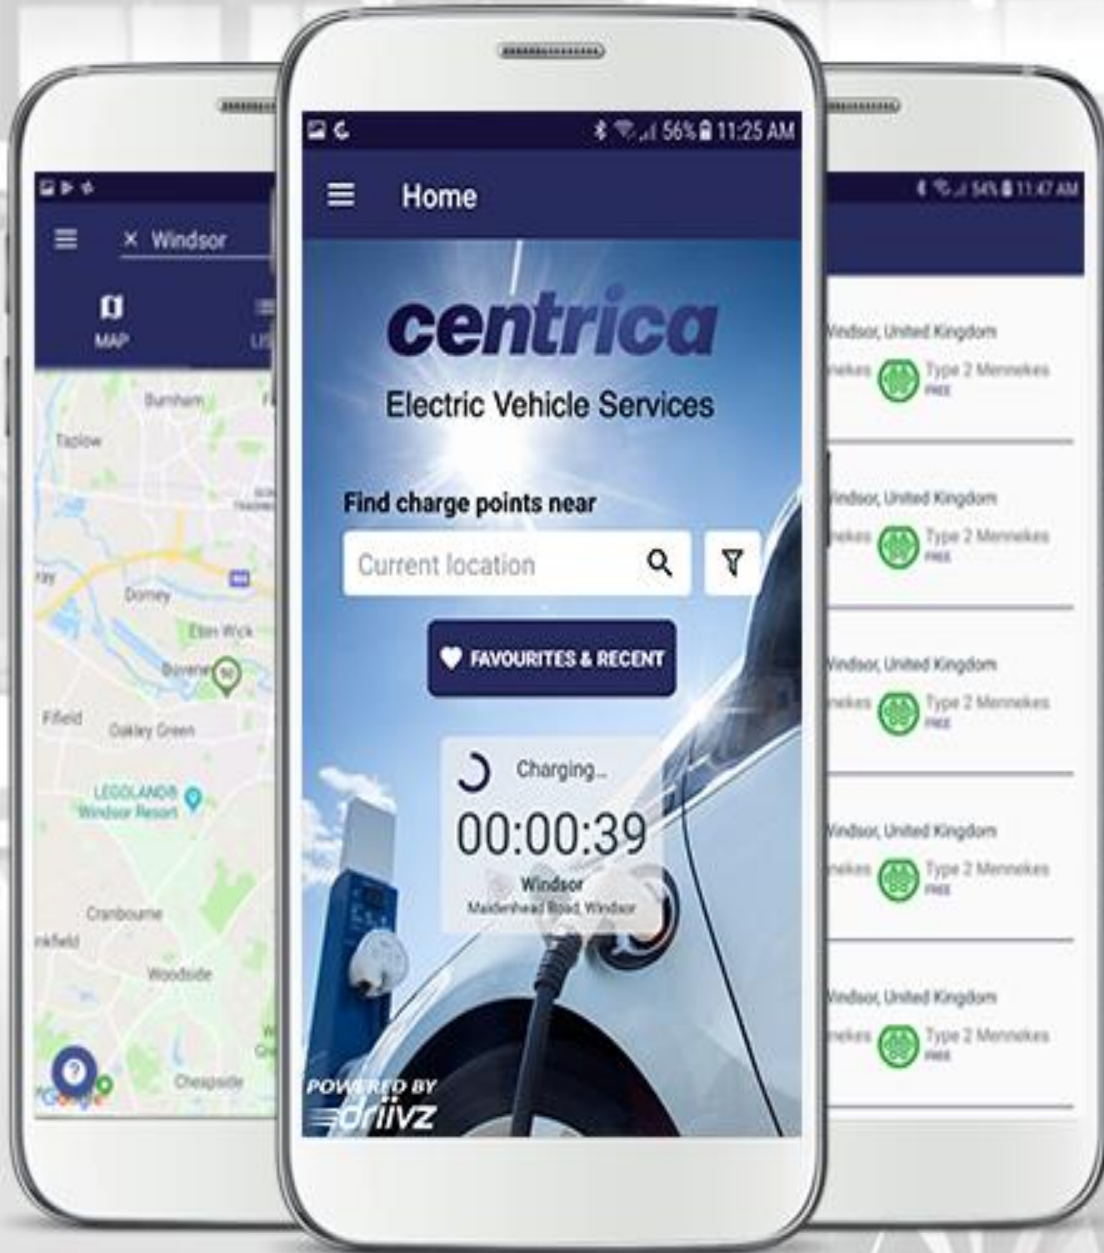 Windsor
MAP
Burnham
Taplow
Dorney
Eton Wick
50
Fifield
Oakley Green
LEGOLAND®
Windsor Resort
Cranbourne
Woodside
Cheapside
?
56% 11:25 AM
Home
centrica
Electric Vehicle Services
Find charge points near
Current location
FAVOURITES & RECENT
Charging...
00:00:39
Windsor
Maidenhead Road, Windsor
POWERED BY
driivz
54% 11:47 AM
Windsor, United Kingdom
Type 2 Mennekes
FREE
Windsor, United Kingdom
Type 2 Mennekes
FREE
Windsor, United Kingdom
Type 2 Mennekes
FREE
Windsor, United Kingdom
Type 2 Mennekes
FREE
Windsor, United Kingdom
Type 2 Mennekes
FREE